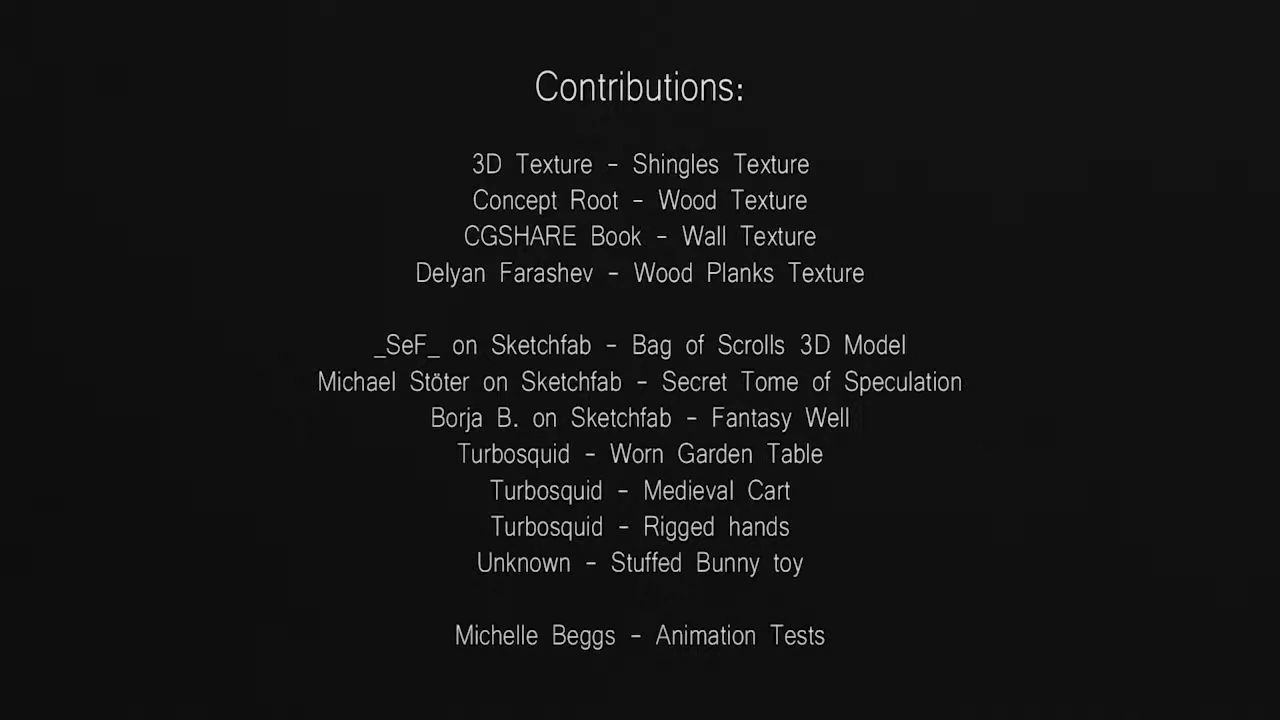 Contributions:
3D Texture - Shingles Texture
Concept Root - Wood Texture
CGSHARE Book - Wall Texture
Delyan Farashev - Wood Planks Texture
_SeF_ on Sketchfab - Bag of Scrolls 3D Model
Michael Stöter on Sketchfab - Secret Tome of Speculation
Borja B. on Sketchfab - Fantasy Well
Turbosquid - Worn Garden Table
Turbosquid - Medieval Cart
Turbosquid - Rigged hands
Unknown - Stuffed Bunny toy
Michelle Beggs - Animation Tests